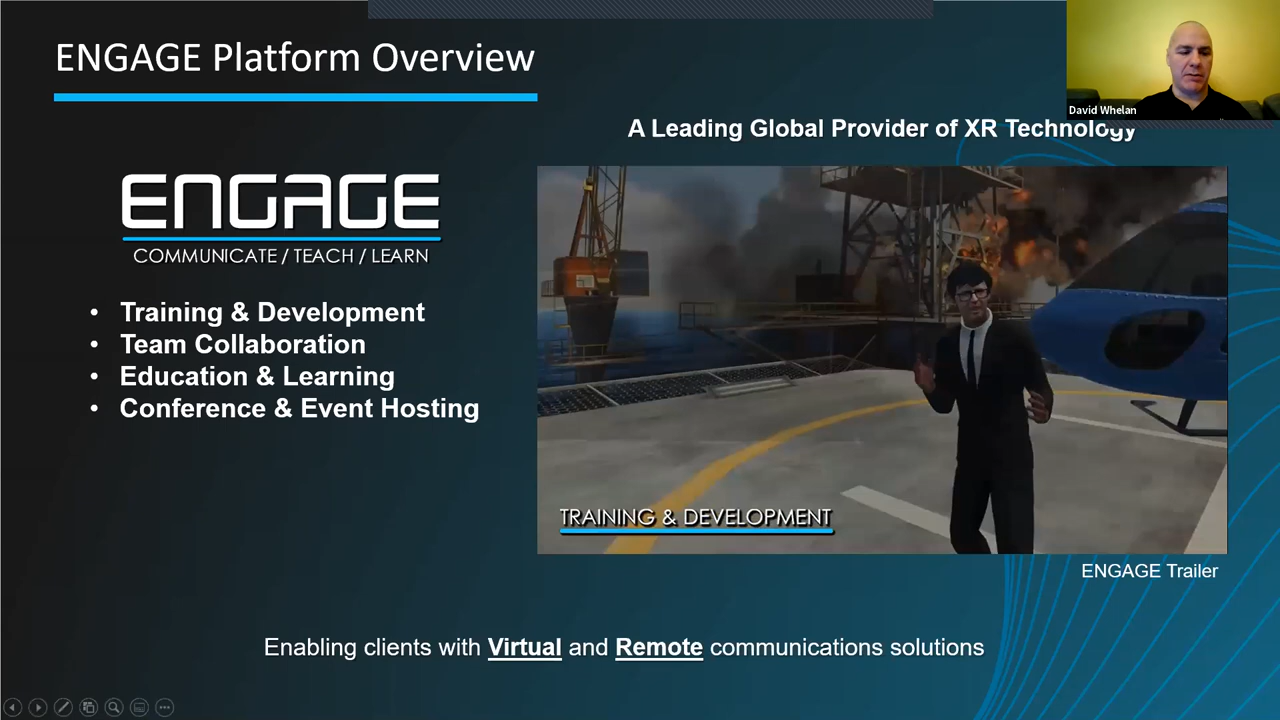 ENGAGE Platform Overview
David Whelan
A Leading Global Provider of XR Technology
ENGAGE
COMMUNICATE / TEACH / LEARN
• Training & Development
• Team Collaboration
• Education & Learning
• Conference & Event Hosting
TRAINING & DEVELOPMENT
ENGAGE Trailer
Enabling clients with Virtual and Remote communications solutions